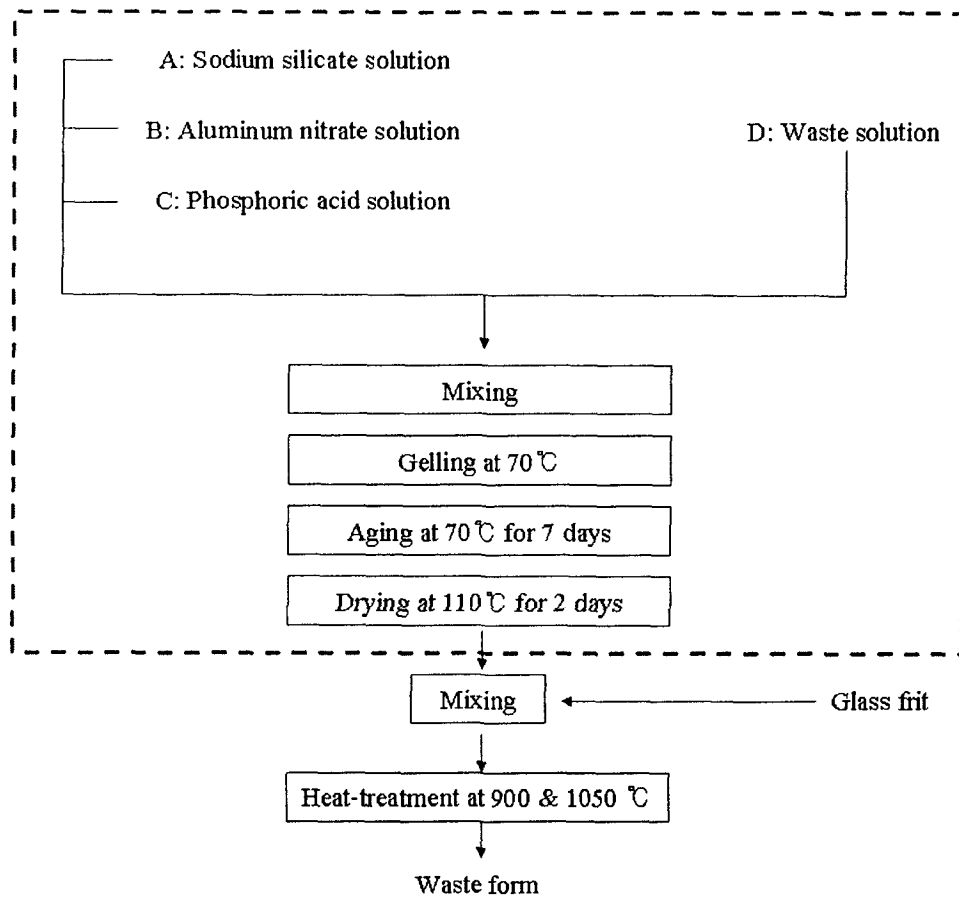 A: Sodium silicate solution
B: Aluminum nitrate solution
D: Waste solution
C: Phosphoric acid solution
Mixing
Gelling at 70℃
Aging at 70℃ for 7 days
Drying at 110℃ for 2 days
Mixing
Glass frit
Heat-treatment at 900 & 1050 ℃
Waste form